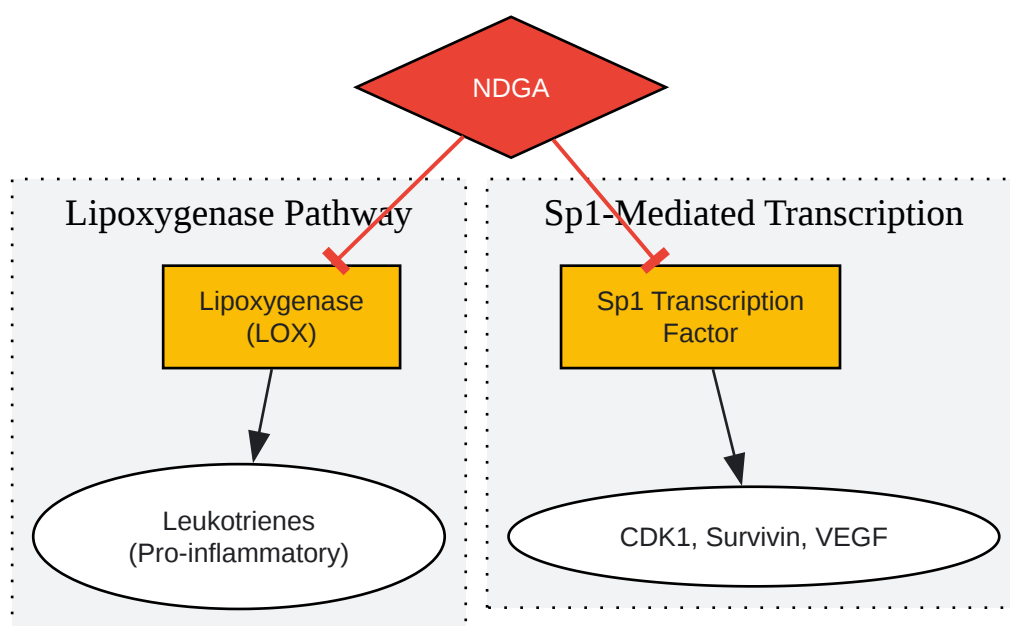 NDGA
Lipoxygenase Pathway
Lipoxygenase
(LOX)
Leukotrienes
(Pro-inflammatory)
Sp1-Mediated Transcription
Sp1 Transcription
Factor
CDK1, Survivin, VEGF